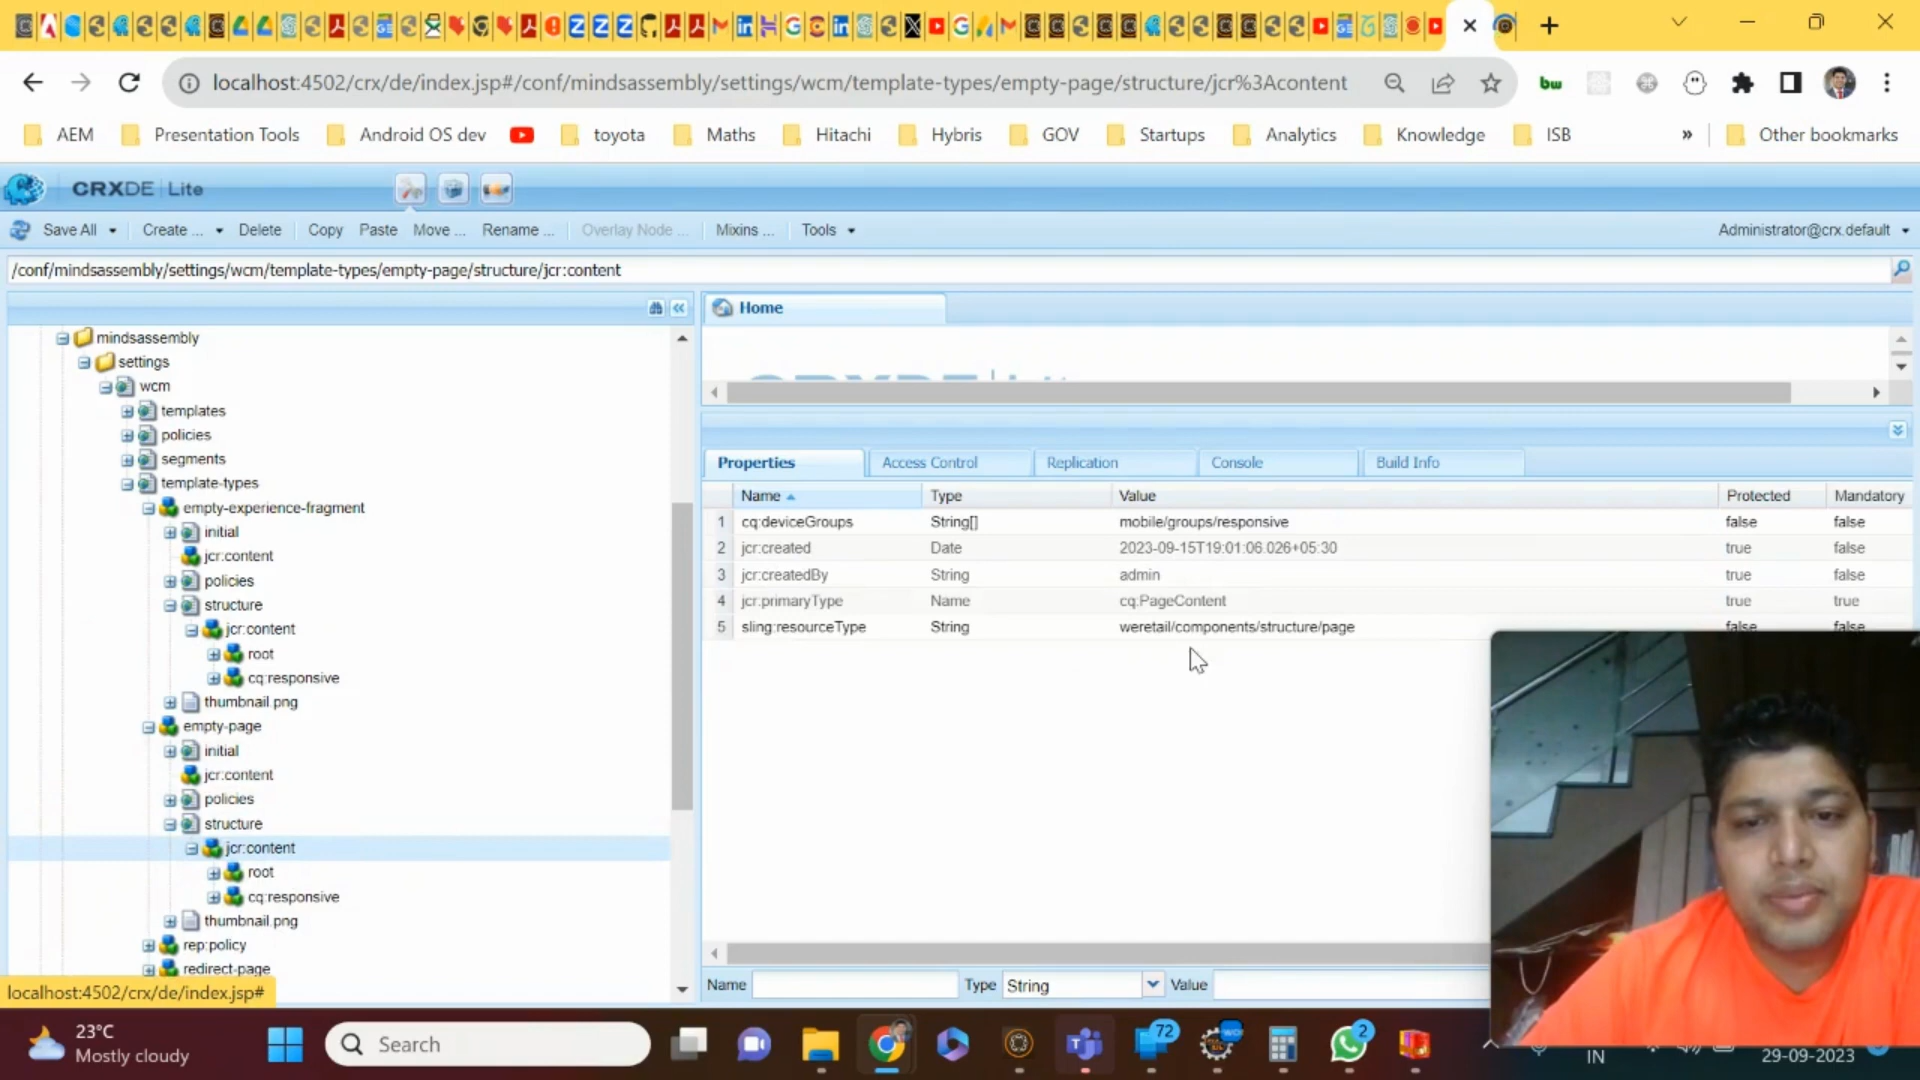 localhost:4502/crx/de/index.jsp#/conf/mindsassembly/settings/wcm/template-types/empty-page/structure/jcr%3Acontent
AEM Presentation Tools Android OS dev toyota Maths Hitachi Hybris GOV Startups Analytics Knowledge ISB » Other bookmarks
CRXDE | Lite
Save All Create ... Delete Copy Paste Move ... Rename ... Overlay Node ... Mixins ... Tools Administrator@crx.default
/conf/mindsassembly/settings/wcm/template-types/empty-page/structure/jcr:content
mindsassembly
settings
wcm
templates
policies
segments
template-types
empty-experience-fragment
initial
jcr:content
policies
structure
jcr:content
root
cq:responsive
thumbnail.png
empty-page
initial
jcr:content
policies
structure
jcr:content
root
cq:responsive
thumbnail.png
rep:policy
redirect-page
localhost:4502/crx/de/index.jsp#
Home
Properties Access Control Replication Console Build Info
Name Type Value Protected Mandatory
1 cq:deviceGroups String[] mobile/groups/responsive false false
2 jcr:created Date 2023-09-15T19:01:06.026+05:30 true false
3 jcr:createdBy String admin true false
4 jcr:primaryType Name cq:PageContent true true
5 sling:resourceType String weretail/components/structure/page false false
Name Type String Value
23°C
Mostly cloudy
Search
72
2
IN
29-09-2023